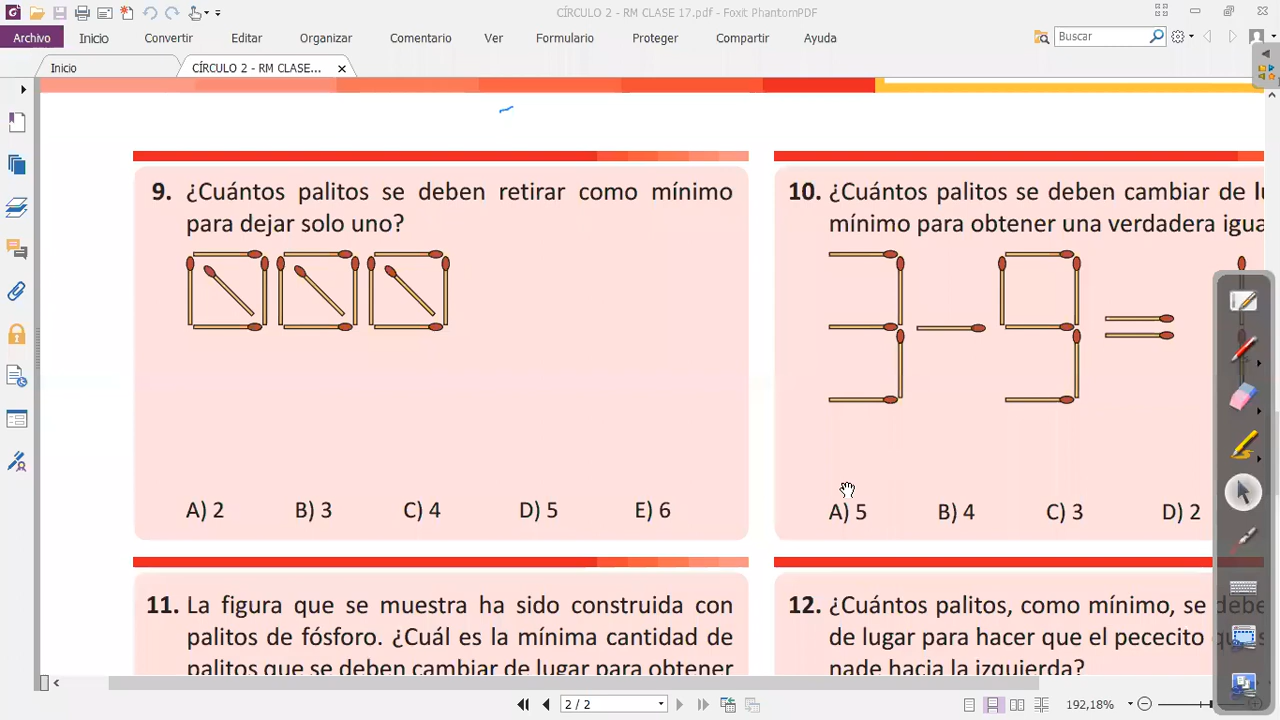 CÍRCULO 2 - RM CLASE 17.pdf - Foxit PhantomPDF
Archivo Inicio Convertir Editar Organizar Comentario Ver Formulario Proteger Compartir Ayuda Buscar
Inicio CÍRCULO 2 - RM CLASE...
9. ¿Cuántos palitos se deben retirar como mínimo
para dejar solo uno?
A) 2 B) 3 C) 4 D) 5 E) 6
10. ¿Cuántos palitos se deben cambiar de
mínimo para obtener una verdadera
A) 5 B) 4 C) 3 D) 2
11. La figura que se muestra ha sido construida con
palitos de fósforo. ¿Cuál es la mínima cantidad de
palitos que se deben cambiar de lugar para obtener
12. ¿Cuántos palitos, como mínimo, se
de lugar para hacer que el pececito
nade hacia la izquierda?
2 / 2 192,18%